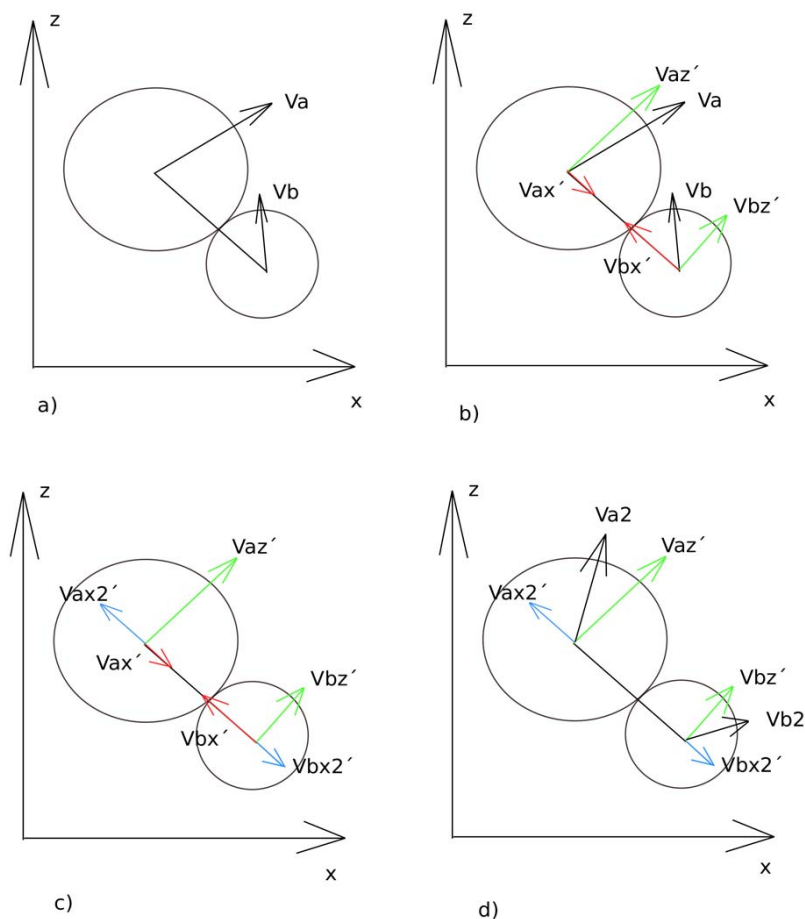 z
Va
Vb
x
a)
z
Vaz´
Va
Vax´
Vb
Vbz´
Vbx´
x
b)
z
Vaz´
Vax2´
Vax´
Vbz´
Vbx´
Vbx2´
x
c)
z
Va2
Vaz´
Vax2´
Vbz´
Vb2
Vbx2´
x
d)